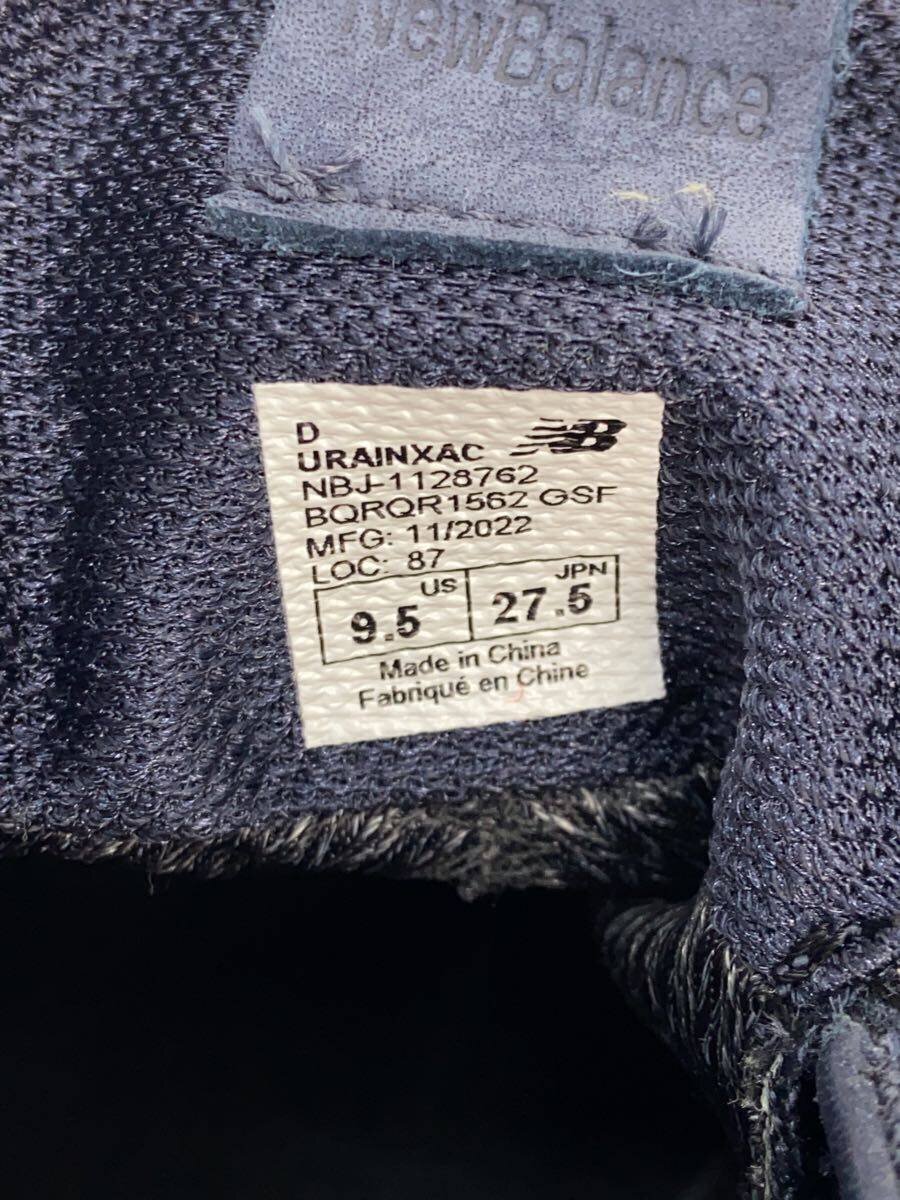 NewBalance
D
URAINXAC
NBJ-1128762
BQRQR1562 GSF
MFG: 11/2022
LOC: 87
US JPN
9.5 27.5
Made in China
Fabriqué en Chine